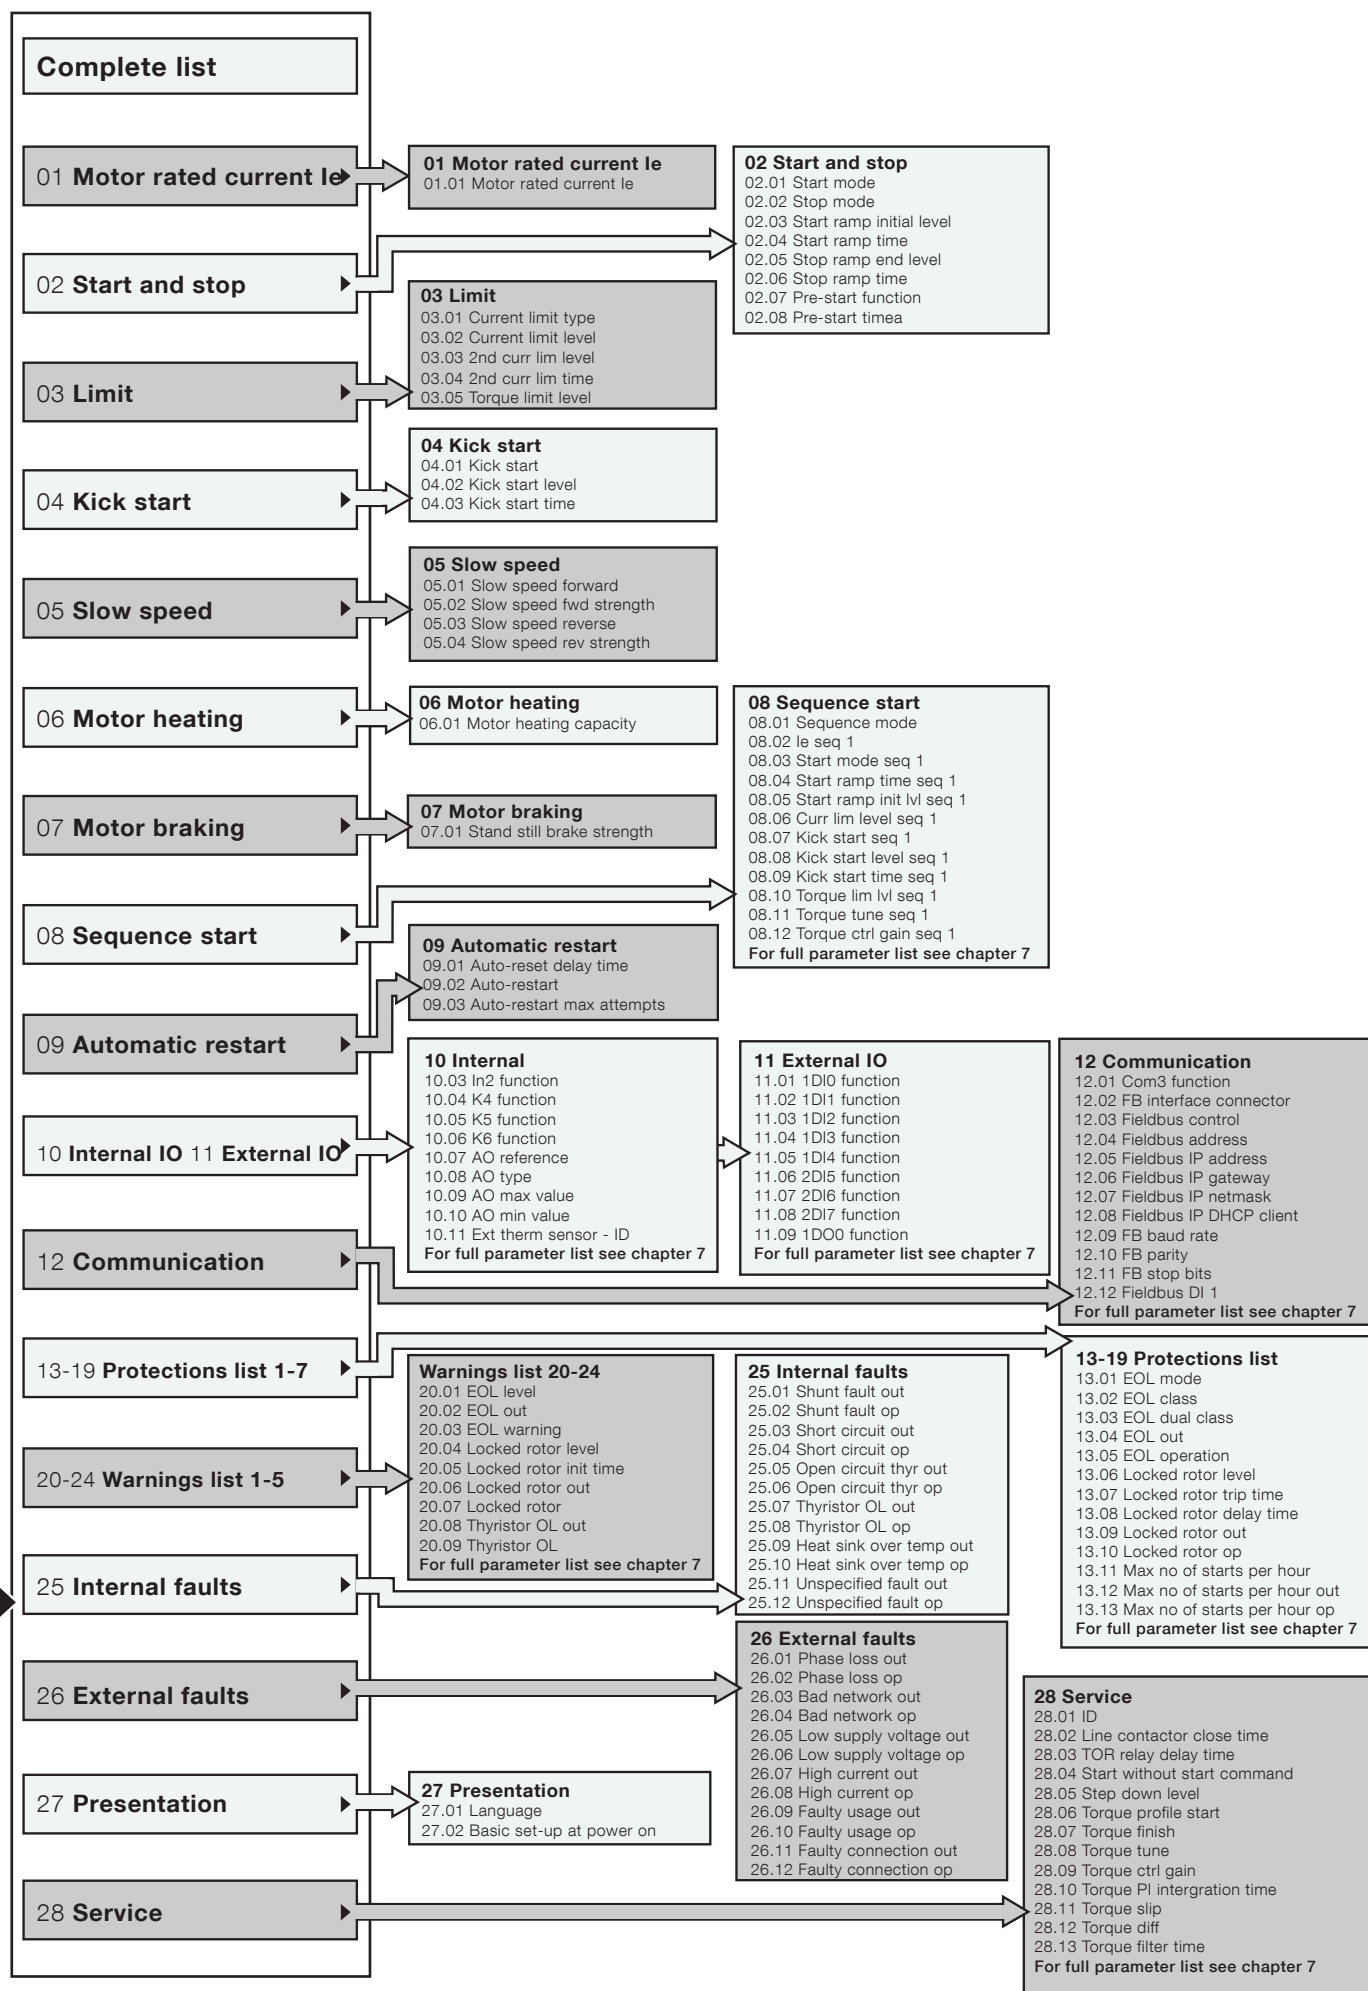 Complete list
01 Motor rated current Ie
02 Start and stop
03 Limit
04 Kick start
05 Slow speed
06 Motor heating
07 Motor braking
08 Sequence start
09 Automatic restart
10 Internal IO 11 External IO
12 Communication
13-19 Protections list 1-7
20-24 Warnings list 1-5
25 Internal faults
26 External faults
27 Presentation
28 Service
01 Motor rated current Ie
01.01 Motor rated current Ie
02 Start and stop
02.01 Start mode
02.02 Stop mode
02.03 Start ramp initial level
02.04 Start ramp time
02.05 Stop ramp end level
02.06 Stop ramp time
02.07 Pre-start function
02.08 Pre-start timea
03 Limit
03.01 Current limit type
03.02 Current limit level
03.03 2nd curr lim level
03.04 2nd curr lim time
03.05 Torque limit level
04 Kick start
04.01 Kick start
04.02 Kick start level
04.03 Kick start time
05 Slow speed
05.01 Slow speed forward
05.02 Slow speed fwd strength
05.03 Slow speed reverse
05.04 Slow speed rev strength
06 Motor heating
06.01 Motor heating capacity
07 Motor braking
07.01 Stand still brake strength
08 Sequence start
08.01 Sequence mode
08.02 Ie seq 1
08.03 Start mode seq 1
08.04 Start ramp time seq 1
08.05 Start ramp init lvl seq 1
08.06 Curr lim level seq 1
08.07 Kick start seq 1
08.08 Kick start level seq 1
08.09 Kick start time seq 1
08.10 Torque lim lvl seq 1
08.11 Torque tune seq 1
08.12 Torque ctrl gain seq 1
For full parameter list see chapter 7
09 Automatic restart
09.01 Auto-reset delay time
09.02 Auto-restart
09.03 Auto-restart max attempts
10 Internal
10.03 In2 function
10.04 K4 function
10.05 K5 function
10.06 K6 function
10.07 AO reference
10.08 AO type
10.09 AO max value
10.10 AO min value
10.11 Ext therm sensor - ID
For full parameter list see chapter 7
11 External IO
11.01 1DI0 function
11.02 1DI1 function
11.03 1DI2 function
11.04 1DI3 function
11.05 1DI4 function
11.06 2DI5 function
11.07 2DI6 function
11.08 2DI7 function
11.09 1DO0 function
For full parameter list see chapter 7
12 Communication
12.01 Com3 function
12.02 FB interface connector
12.03 Fieldbus control
12.04 Fieldbus address
12.05 Fieldbus IP address
12.06 Fieldbus IP gateway
12.07 Fieldbus IP netmask
12.08 Fieldbus IP DHCP client
12.09 FB baud rate
12.10 FB parity
12.11 FB stop bits
12.12 Fieldbus DI 1
For full parameter list see chapter 7
13-19 Protections list
13.01 EOL mode
13.02 EOL class
13.03 EOL dual class
13.04 EOL out
13.05 EOL operation
13.06 Locked rotor level
13.07 Locked rotor trip time
13.08 Locked rotor delay time
13.09 Locked rotor out
13.10 Locked rotor op
13.11 Max no of starts per hour
13.12 Max no of starts per hour out
13.13 Max no of starts per hour op
For full parameter list see chapter 7
Warnings list 20-24
20.01 EOL level
20.02 EOL out
20.03 EOL warning
20.04 Locked rotor level
20.05 Locked rotor init time
20.06 Locked rotor out
20.07 Locked rotor
20.08 Thyristor OL out
20.09 Thyristor OL
For full parameter list see chapter 7
25 Internal faults
25.01 Shunt fault out
25.02 Shunt fault op
25.03 Short circuit out
25.04 Short circuit op
25.05 Open circuit thyr out
25.06 Open circuit thyr op
25.07 Thyristor OL out
25.08 Thyristor OL op
25.09 Heat sink over temp out
25.10 Heat sink over temp op
25.11 Unspecified fault out
25.12 Unspecified fault op
26 External faults
26.01 Phase loss out
26.02 Phase loss op
26.03 Bad network out
26.04 Bad network op
26.05 Low supply voltage out
26.06 Low supply voltage op
26.07 High current out
26.08 High current op
26.09 Faulty usage out
26.10 Faulty usage op
26.11 Faulty connection out
26.12 Faulty connection op
27 Presentation
27.01 Language
27.02 Basic set-up at power on
28 Service
28.01 ID
28.02 Line contactor close time
28.03 TOR relay delay time
28.04 Start without start command
28.05 Step down level
28.06 Torque profile start
28.07 Torque finish
28.08 Torque tune
28.09 Torque ctrl gain
28.10 Torque PI intergration time
28.11 Torque slip
28.12 Torque diff
28.13 Torque filter time
For full parameter list see chapter 7